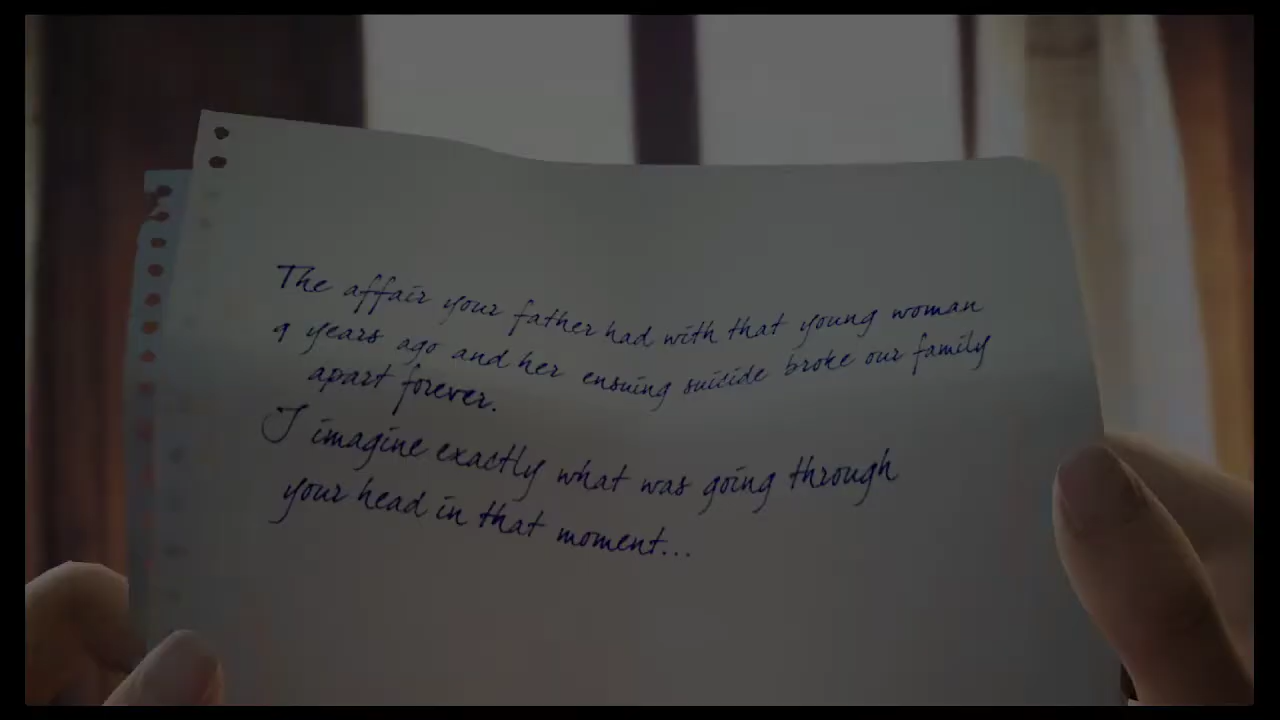 The affair your father had with that young woman
9 years ago and her ensuing suicide broke our family
apart forever.
I imagine exactly what was going through
your head in that moment...